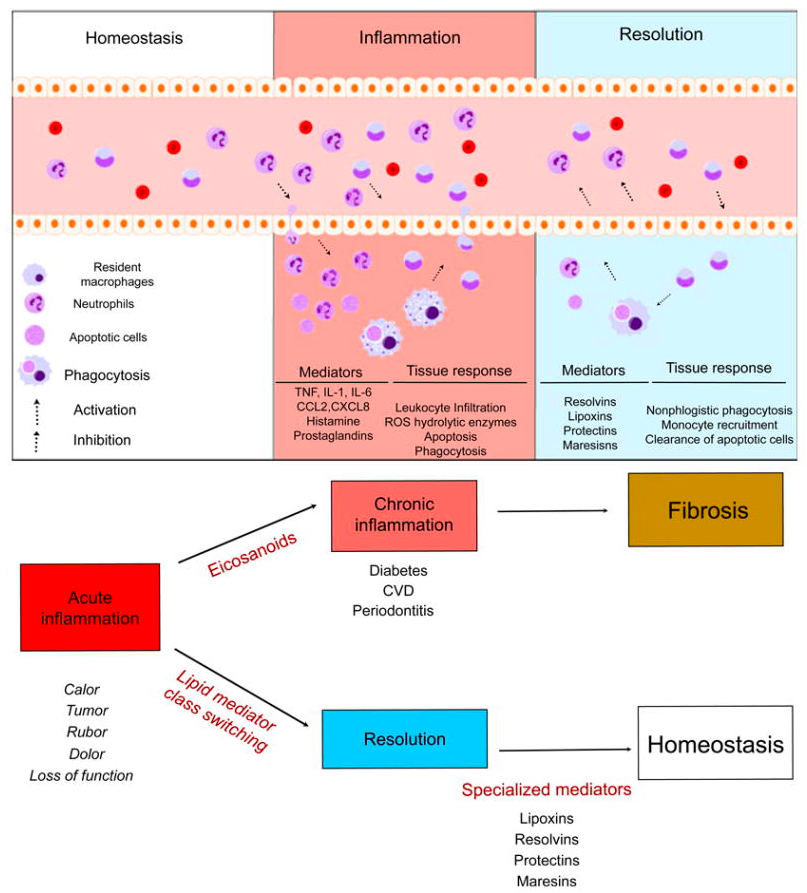 Homeostasis
Inflammation
Resolution
Resident
macrophages
Neutrophils
Apoptotic cells
Phagocytosis
Activation
Inhibition
Mediators
TNF, IL-1, IL-6
CCL2,CXCL8
Histamine
Prostaglandins
Tissue response
Leukocyte Infiltration
ROS hydrolytic enzymes
Apoptosis
Phagocytosis
Mediators
Resolvins
Lipoxins
Protectins
Maresisns
Tissue response
Nonphlogistic phagocytosis
Monocyte recruitment
Clearance of apoptotic cells
Acute
inflammation
Calor
Tumor
Rubor
Dolor
Loss of function
Eicosanoids
Chronic
inflammation
Diabetes
CVD
Periodontitis
Fibrosis
Lipid mediator
class switching
Resolution
Specialized mediators
Lipoxins
Resolvins
Protectins
Maresins
Homeostasis